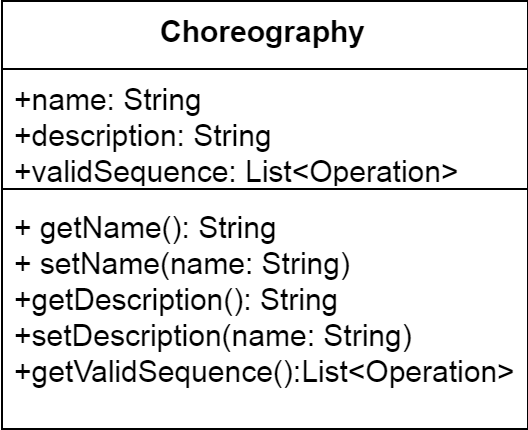 Choreography
+name: String
+description: String
+validSequence: List<Operation>
+ getName(): String
+ setName(name: String)
+getDescription(): String
+setDescription(name: String)
+getValidSequence():List<Operation>